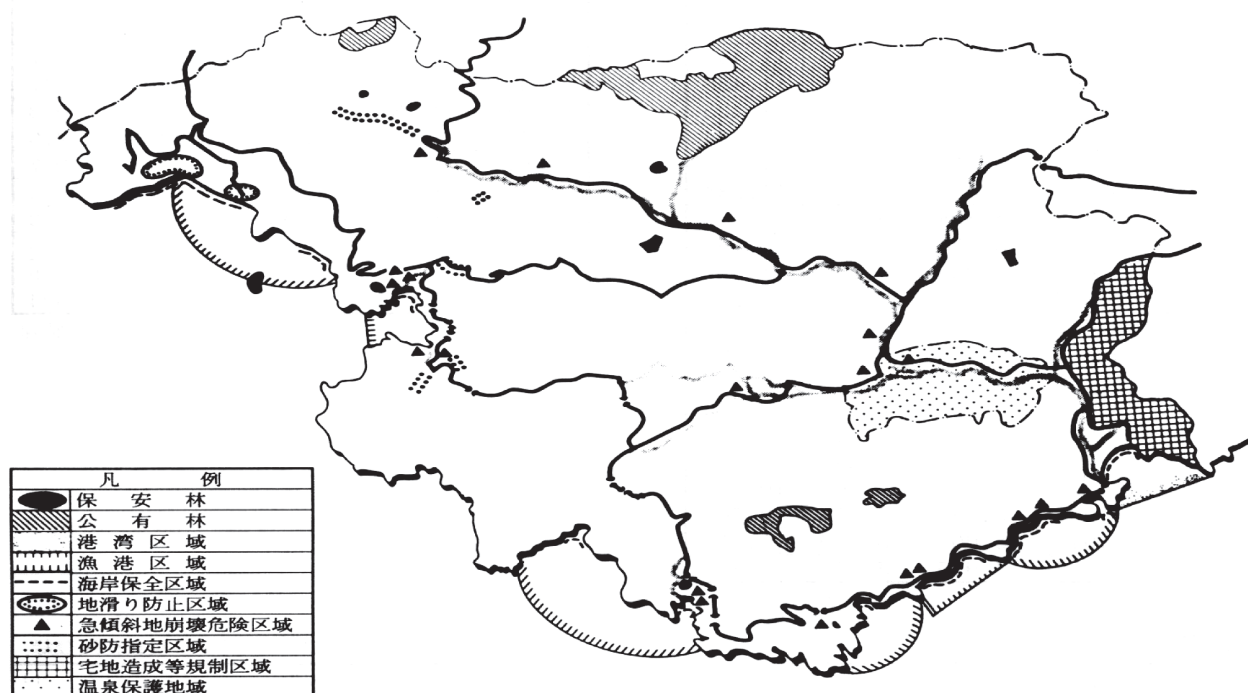 凡 例
保 安 林
公 有 林
港 湾 区 域
漁 港 区 域
海岸保全区域
地滑り防止区域
急傾斜地崩壊危険区域
砂防指定区域
宅地造成等規制区域
温泉保護地域